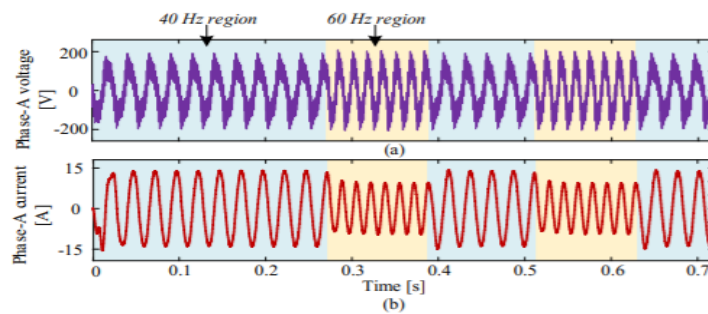 40 Hz region 60 Hz region
Phase-A voltage
[V]
200
0
-200
(a)
Phase-A current
[A]
15
0
-15
0 0.1 0.2 0.3 0.4 0.5 0.6 0.7
Time [s]
(b)